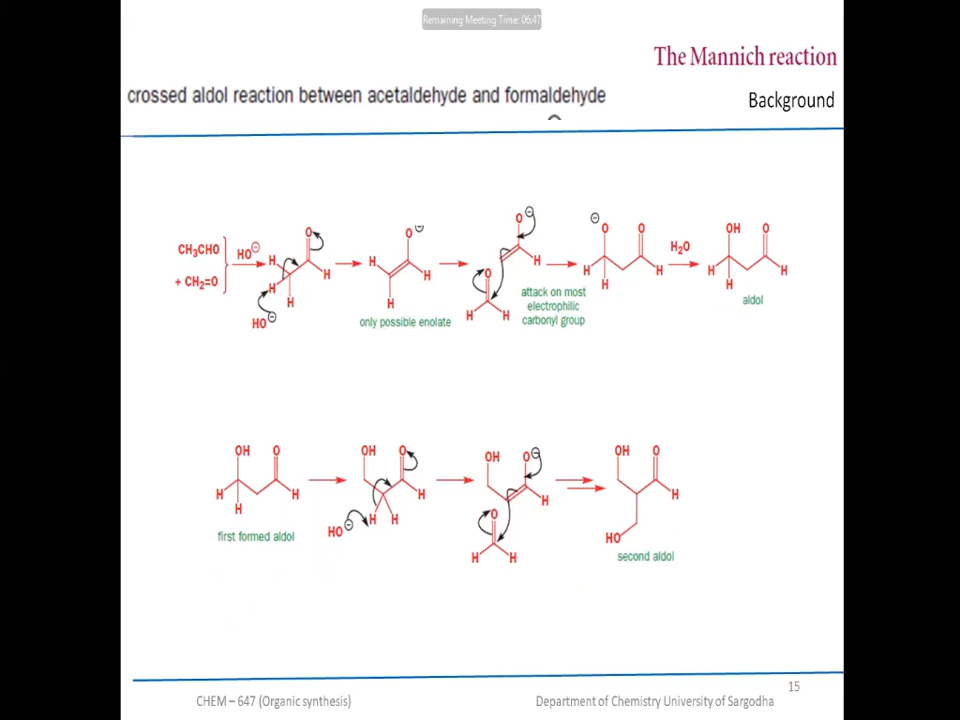 Remaining Meeting Time: 06:47
The Mannich reaction
crossed aldol reaction between acetaldehyde and formaldehyde
Background
CH₃CHO
+ CH₂=O
HO⊖
H
H
H
O
H
HO⊖
H
H
O⊖
H
only possible enolate
O⊖
H
O
H
H
attack on most
electrophilic
carbonyl group
⊖
O
O
H
H
H
H₂O
OH
O
H
H
H
aldol
OH
O
H
H
H
first formed aldol
OH
O
H
HO⊖
H
H
OH
O⊖
H
O
H
H
OH
O
H
HO
second aldol
15
CHEM – 647 (Organic synthesis)
Department of Chemistry University of Sargodha